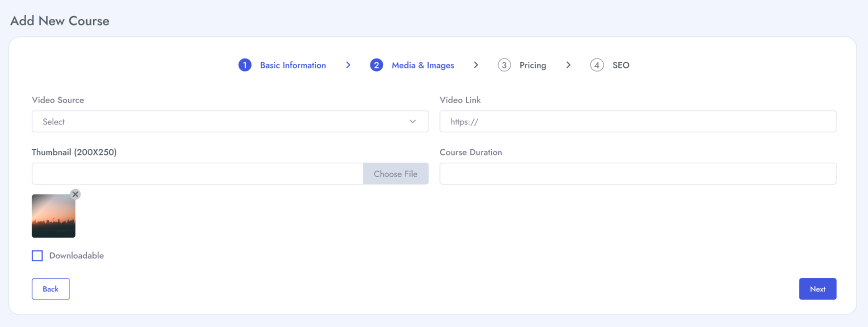 Add New Course
1 Basic Information > 2 Media & Images > 3 Pricing > 4 SEO
Video Source Video Link
Select https://
Thumbnail (200X250) Course Duration
Choose File
Downloadable
Back Next